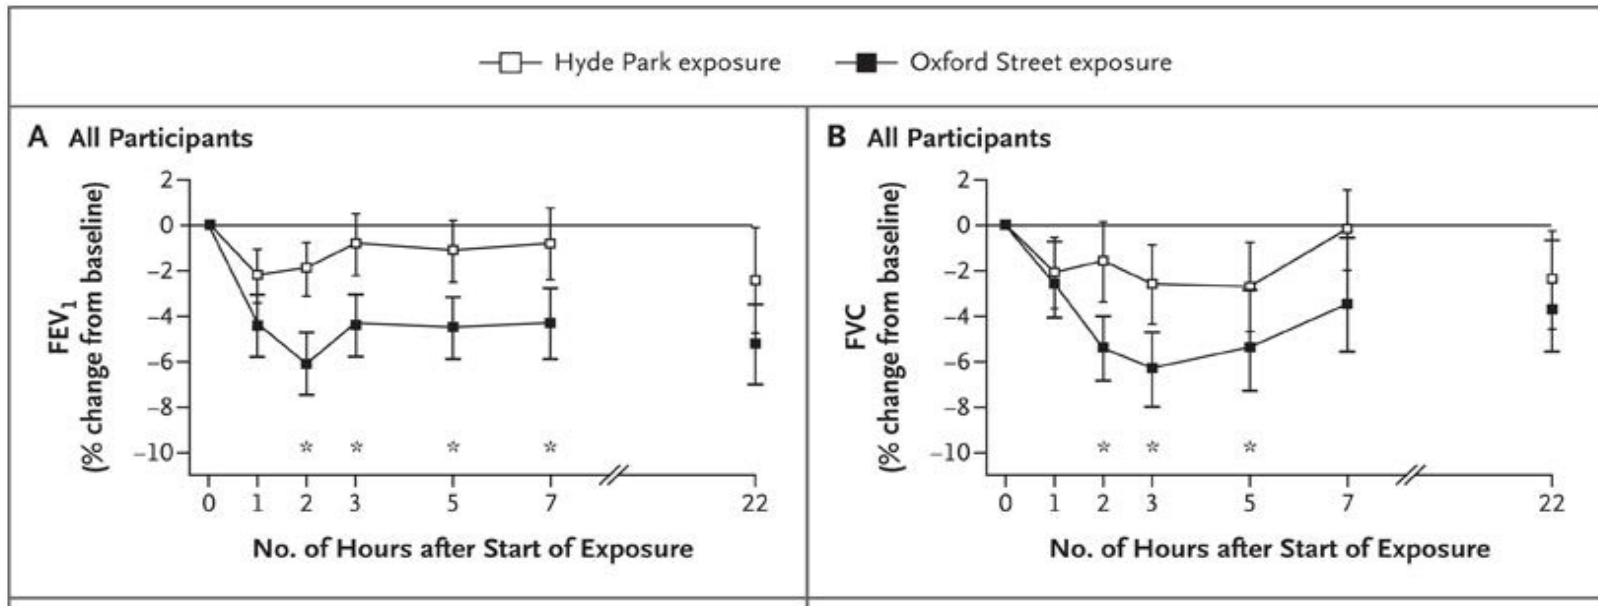 Hyde Park exposure
Oxford Street exposure
A All Participants
FEV1
(% change from baseline)
2
0
−2
−4
−6
−8
−10
* * * *
0 1 2 3 5 7 22
No. of Hours after Start of Exposure
B All Participants
FVC
(% change from baseline)
2
0
−2
−4
−6
−8
−10
* * *
0 1 2 3 5 7 22
No. of Hours after Start of Exposure